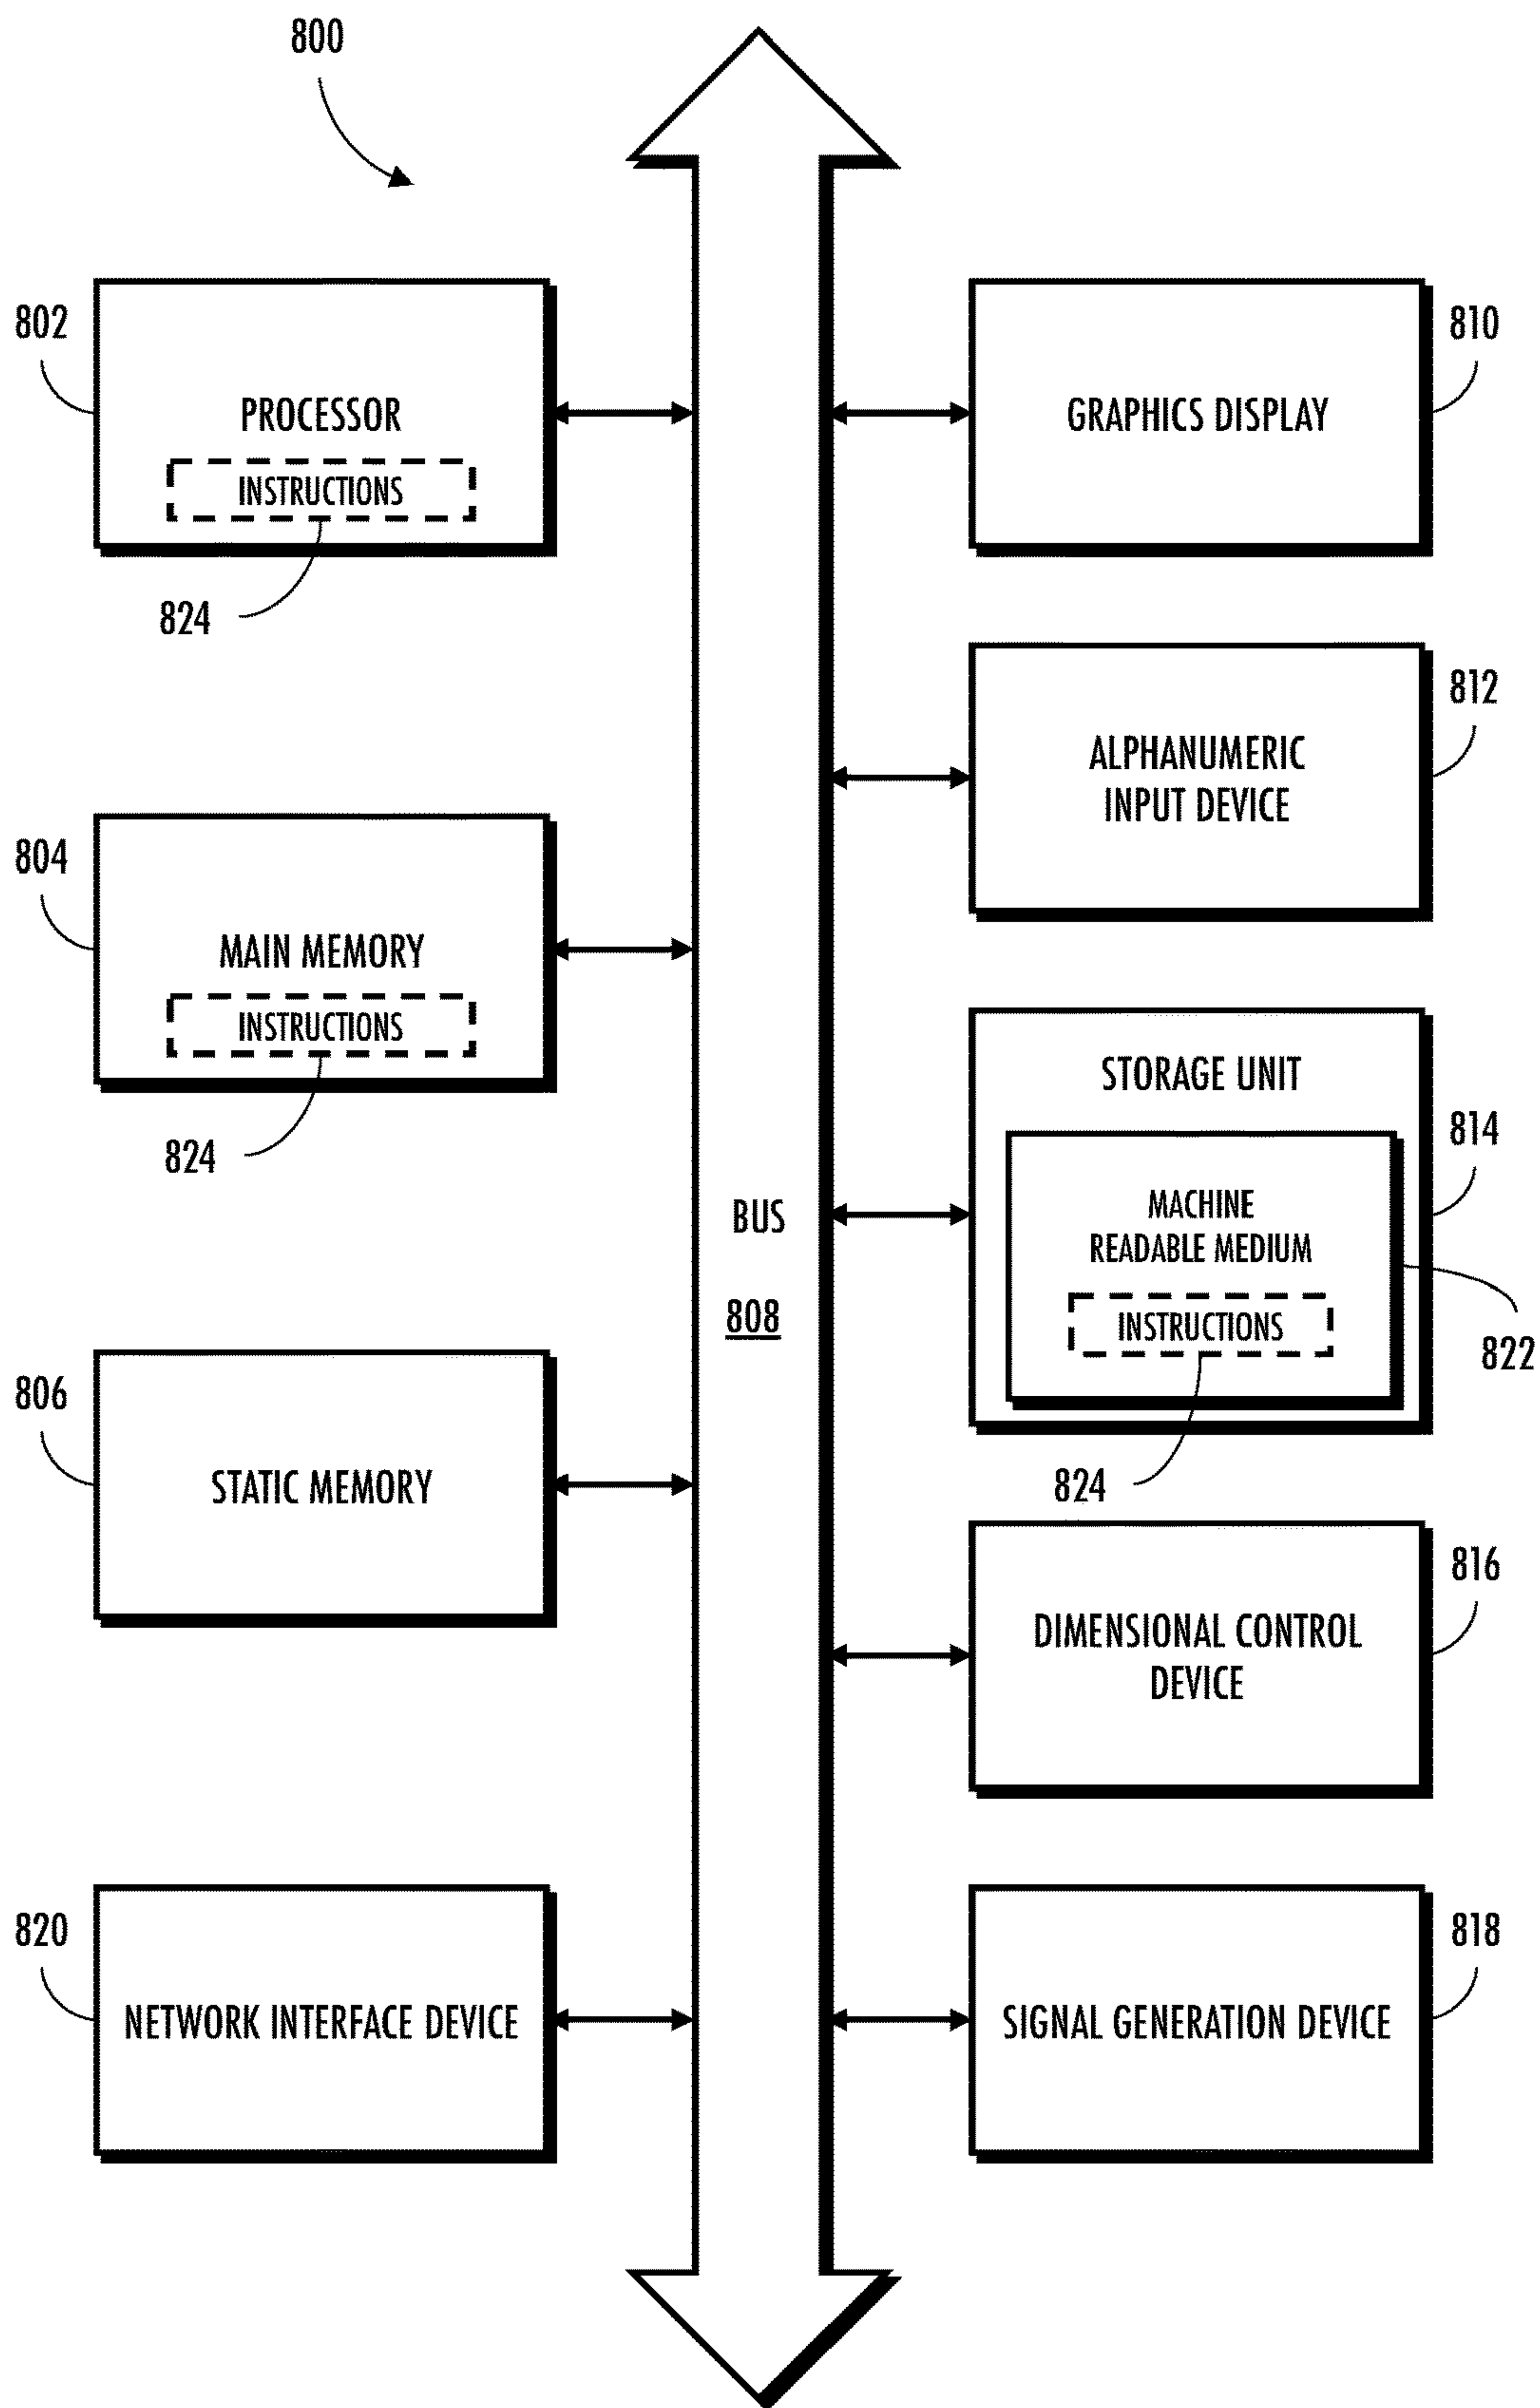 800
802
PROCESSOR
INSTRUCTIONS
824
804
MAIN MEMORY
INSTRUCTIONS
824
806
STATIC MEMORY
820
NETWORK INTERFACE DEVICE
BUS
808
810
GRAPHICS DISPLAY
812
ALPHANUMERIC
INPUT DEVICE
STORAGE UNIT
814
MACHINE
READABLE MEDIUM
INSTRUCTIONS
822
824
816
DIMENSIONAL CONTROL
DEVICE
818
SIGNAL GENERATION DEVICE